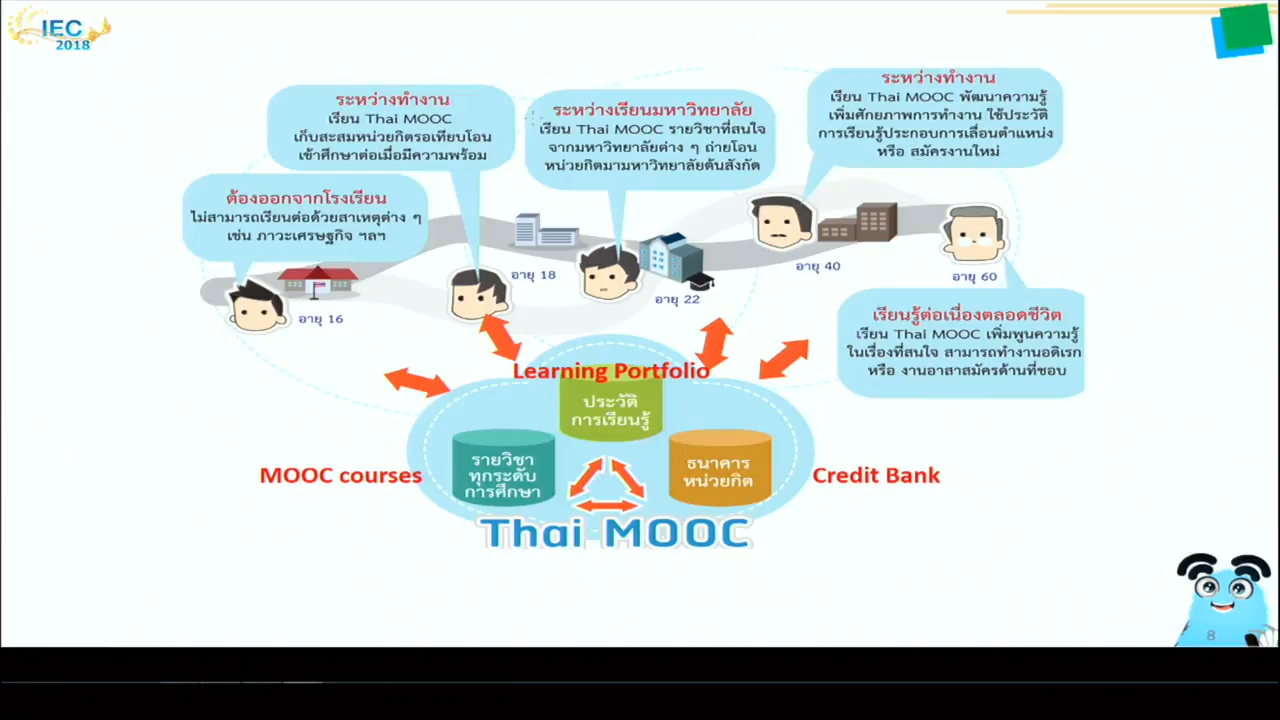 IEC
2018
ระหว่างทำงาน
เรียน Thai MOOC
เก็บสะสมหน่วยกิตรอเทียบโอน
เข้าศึกษาต่อเมื่อมีความพร้อม
ระหว่างเรียนมหาวิทยาลัย
เรียน Thai MOOC รายวิชาที่สนใจ
จากมหาวิทยาลัยต่าง ๆ ถ่ายโอน
หน่วยกิตมามหาวิทยาลัยต้นสังกัด
ระหว่างทำงาน
เรียน Thai MOOC พัฒนาความรู้
เพิ่มศักยภาพการทำงาน ใช้ประวัติ
การเรียนรู้ประกอบการเลื่อนตำแหน่ง
หรือ สมัครงานใหม่
ต้องออกจากโรงเรียน
ไม่สามารถเรียนต่อด้วยสาเหตุต่าง ๆ
เช่น ภาวะเศรษฐกิจ ฯลฯ
อายุ 16
อายุ 18
อายุ 22
อายุ 40
อายุ 60
เรียนรู้ต่อเนื่องตลอดชีวิต
เรียน Thai MOOC เพิ่มพูนความรู้
ในเรื่องที่สนใจ สามารถทำงานอดิเรก
หรือ งานอาสาสมัครด้านที่ชอบ
Learning Portfolio
ประวัติ
การเรียนรู้
MOOC courses
รายวิชา
ทุกระดับ
การศึกษา
ธนาคาร
หน่วยกิต
Credit Bank
Thai MOOC
8